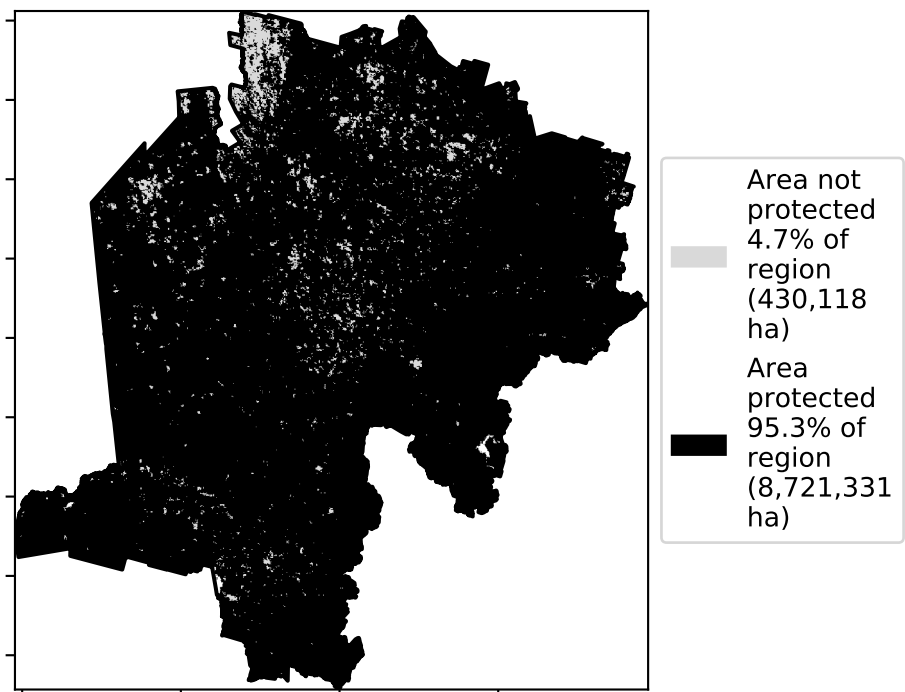 Area not
protected
4.7% of
region
(430,118
ha)
Area
protected
95.3% of
region
(8,721,331
ha)